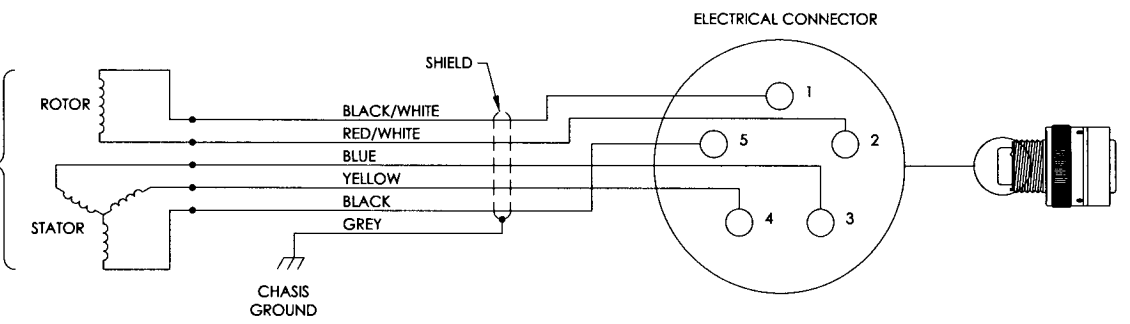 ELECTRICAL CONNECTOR
SHIELD
ROTOR
BLACK/WHITE
1
RED/WHITE
5
2
BLUE
YELLOW
STATOR
BLACK
4
3
GREY
CHASIS
GROUND